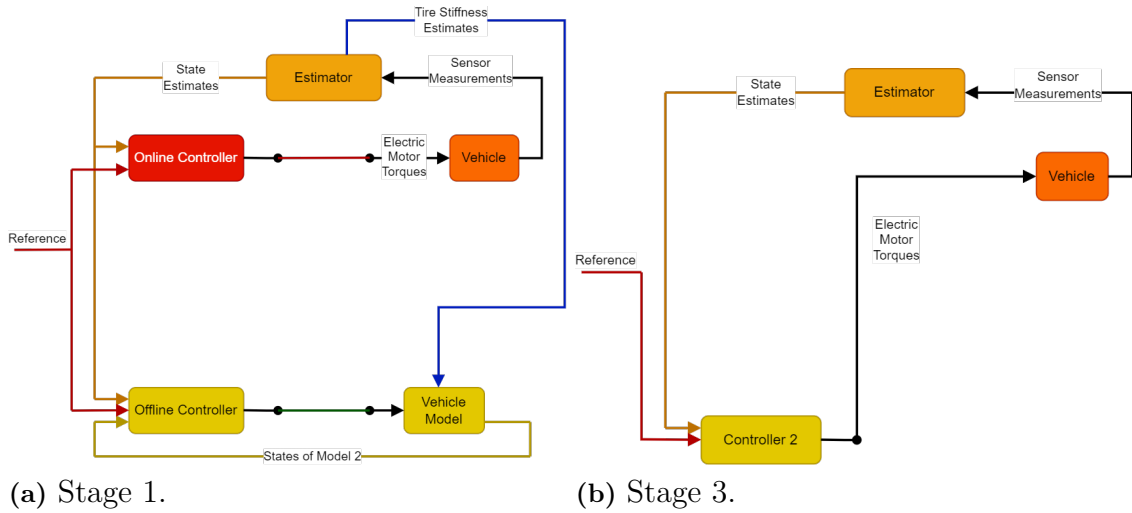 Tire Stiffness
Estimates
State
Estimates
Estimator
Sensor
Measurements
Online Controller
Electric
Motor
Torques
Vehicle
Reference
Offline Controller
Vehicle
Model
States of Model 2
(a) Stage 1.
State
Estimates
Estimator
Sensor
Measurements
Vehicle
Electric
Motor
Torques
Reference
Controller 2
(b) Stage 3.